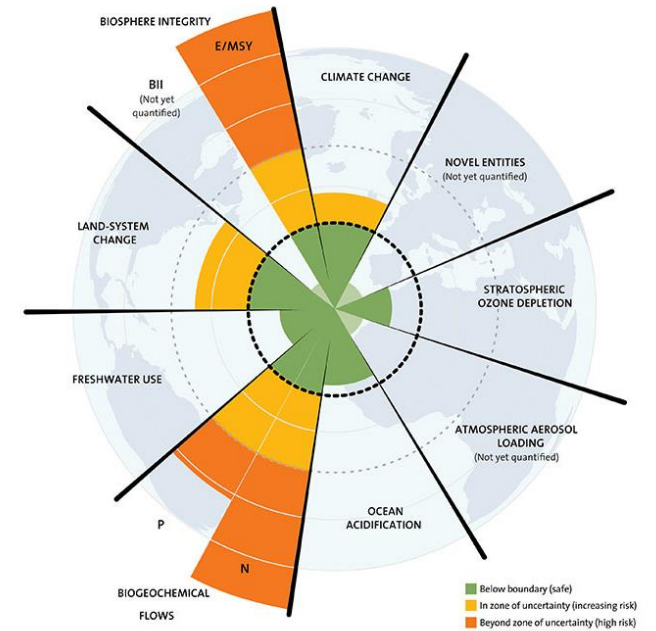 BIOSPHERE INTEGRITY
E/MSY
CLIMATE CHANGE
BII
(Not yet
quantified)
NOVEL ENTITIES
(Not yet quantified)
LAND-SYSTEM
CHANGE
STRATOSPHERIC
OZONE DEPLETION
FRESHWATER USE
ATMOSPHERIC AEROSOL
LOADING
(Not yet quantified)
OCEAN
ACIDIFICATION
P
N
BIOGEOCHEMICAL
FLOWS
Below boundary (safe)
In zone of uncertainty (increasing risk)
Beyond zone of uncertainty (high risk)